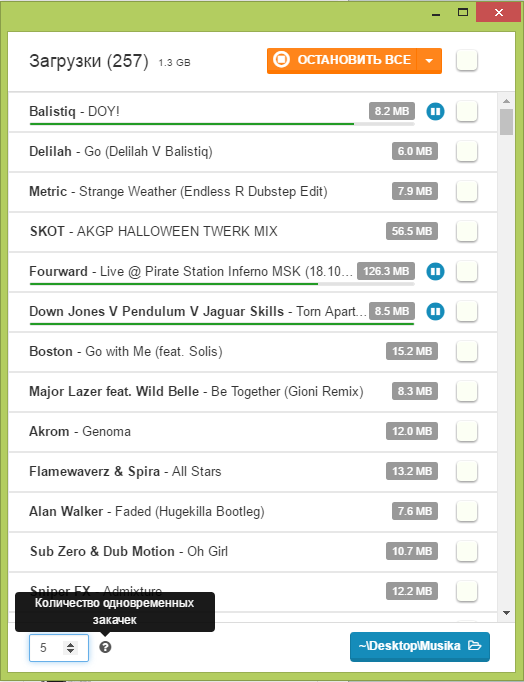 Загрузки (257) 1.3 GB ОСТАНОВИТЬ ВСЕ
Balistiq - DOY! 8.2 MB
Delilah - Go (Delilah V Balistiq) 6.0 MB
Metric - Strange Weather (Endless R Dubstep Edit) 7.9 MB
SKOT - AKGP HALLOWEEN TWERK MIX 56.5 MB
Fourward - Live @ Pirate Station Inferno MSK (18.10... 126.3 MB
Down Jones V Pendulum V Jaguar Skills - Torn Apart... 8.5 MB
Boston - Go with Me (feat. Solis) 15.2 MB
Major Lazer feat. Wild Belle - Be Together (Gioni Remix) 8.3 MB
Akrom - Genoma 12.0 MB
Flamewaverz & Spira - All Stars 13.2 MB
Alan Walker - Faded (Hugekilla Bootleg) 7.6 MB
Sub Zero & Dub Motion - Oh Girl 10.7 MB
Sniper FX - Admixture 12.2 MB
Количество одновременных
закачек
5 ~\Desktop\Musika